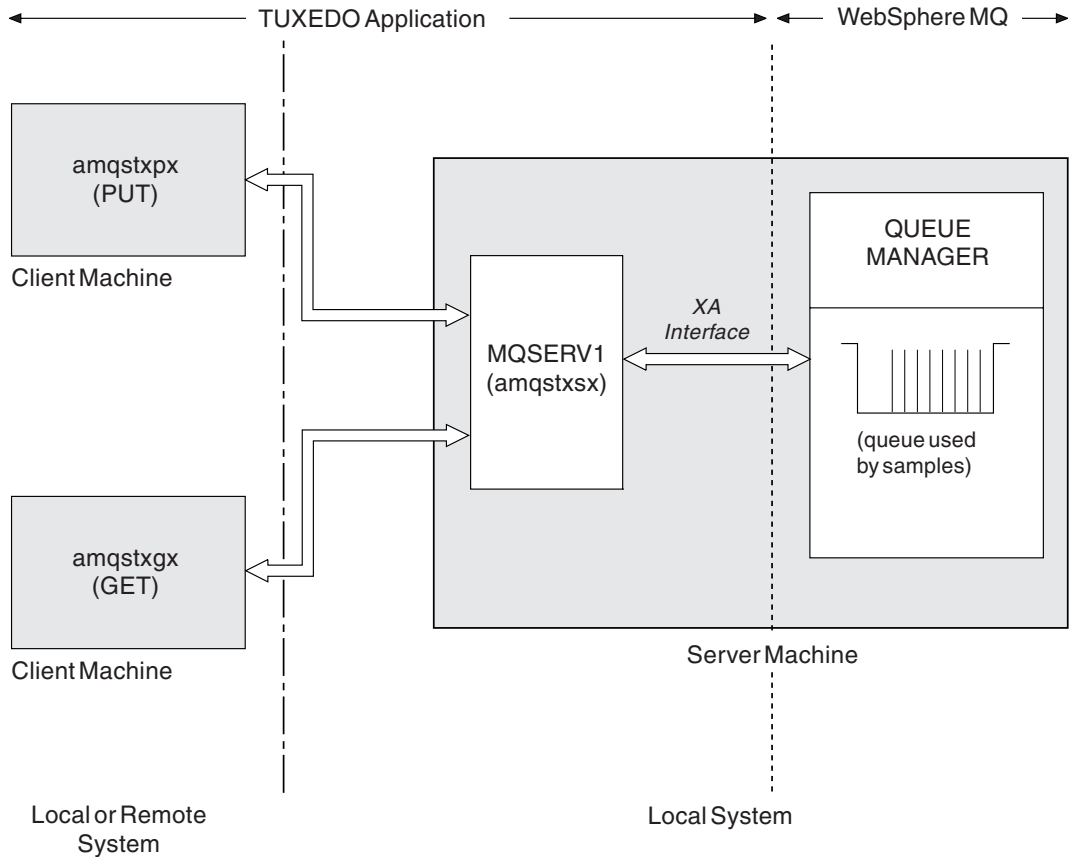 TUXEDO Application
WebSphere MQ
amqstxpx
(PUT)
Client Machine
QUEUE
MANAGER
XA
Interface
MQSERV1
(amqstxsx)
(queue used
by samples)
amqstxgx
(GET)
Client Machine
Server Machine
Local or Remote
System
Local System